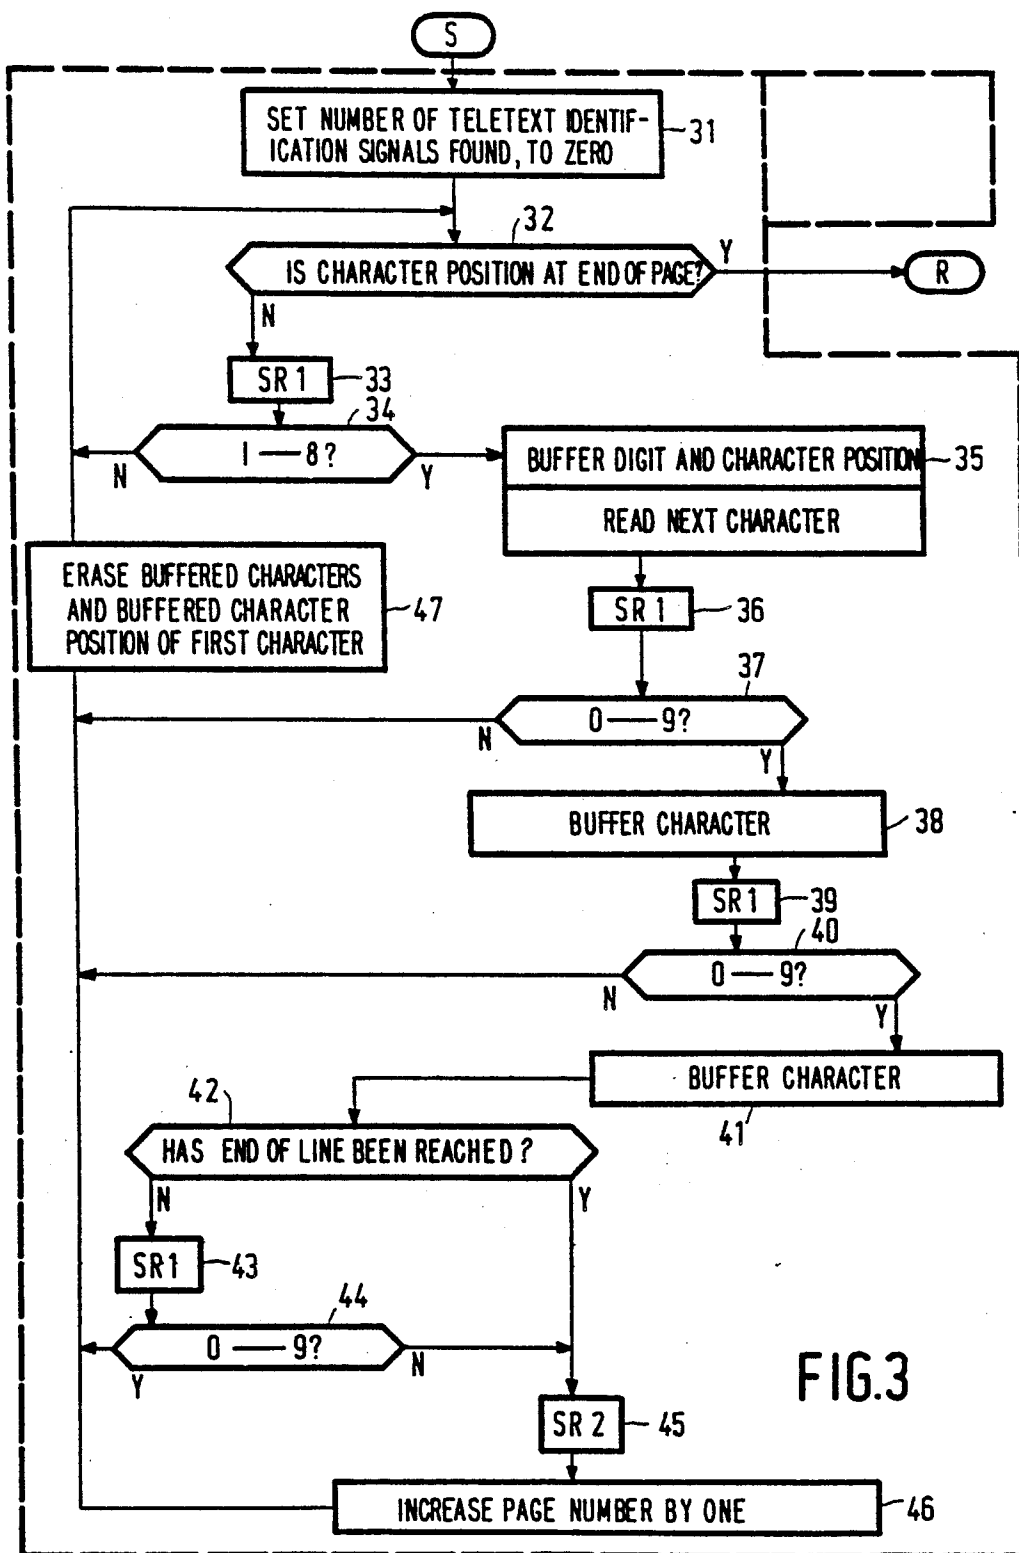 S
SET NUMBER OF TELETEXT IDENTIF-
ICATION SIGNALS FOUND, TO ZERO
31
32
IS CHARACTER POSITION AT END OF PAGE?
Y
R
N
SR 1
33
34
1 — 8?
N
Y
BUFFER DIGIT AND CHARACTER POSITION
35
READ NEXT CHARACTER
ERASE BUFFERED CHARACTERS
AND BUFFERED CHARACTER
POSITION OF FIRST CHARACTER
47
SR 1
36
37
0 — 9?
N
Y
BUFFER CHARACTER
38
SR 1
39
40
0 — 9?
N
Y
BUFFER CHARACTER
41
42
HAS END OF LINE BEEN REACHED ?
N
Y
SR1
43
44
0 — 9?
Y
N
FIG.3
SR 2
45
INCREASE PAGE NUMBER BY ONE
46